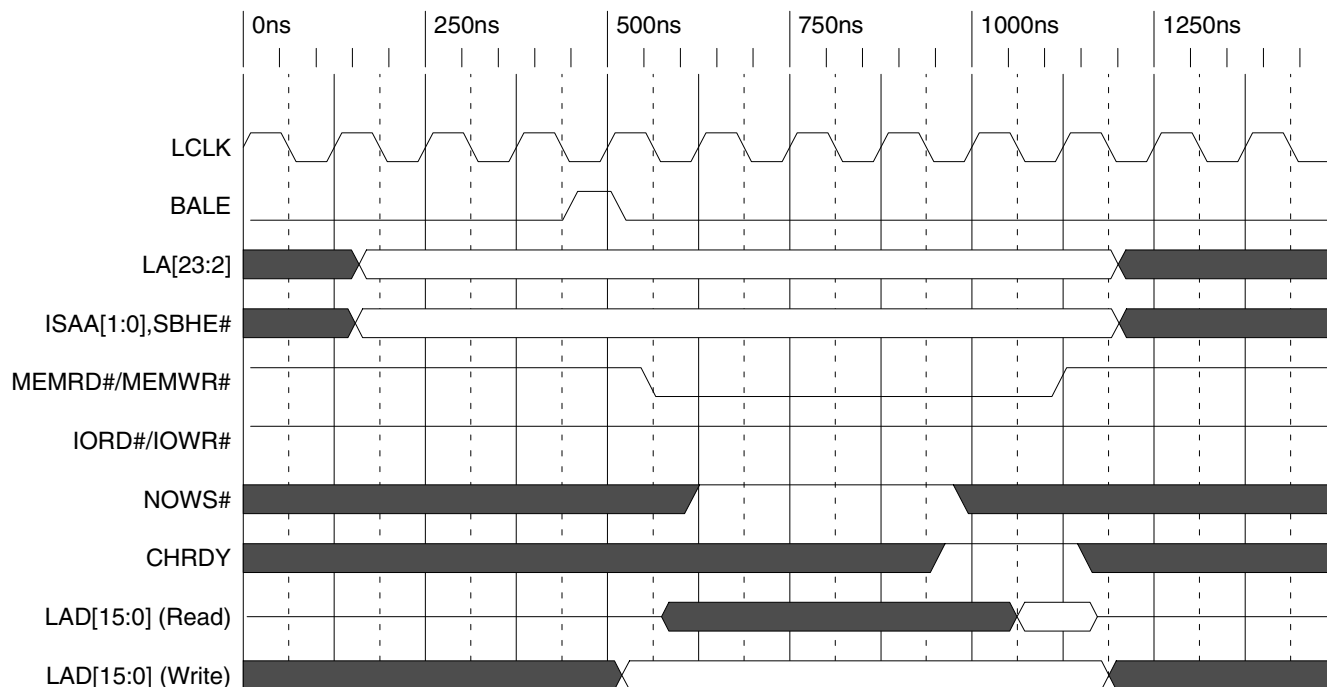 0ns 250ns 500ns 750ns 1000ns 1250ns
LCLK
BALE
LA[23:2]
ISAA[1:0],SBHE#
MEMRD#/MEMWR#
IORD#/IOWR#
NOWS#
CHRDY
LAD[15:0] (Read)
LAD[15:0] (Write)